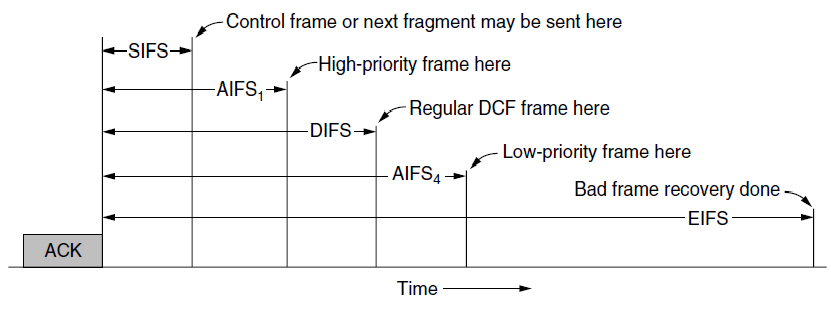 Control frame or next fragment may be sent here
SIFS
High-priority frame here
AIFS1
Regular DCF frame here
DIFS
Low-priority frame here
AIFS4
Bad frame recovery done
EIFS
ACK
Time